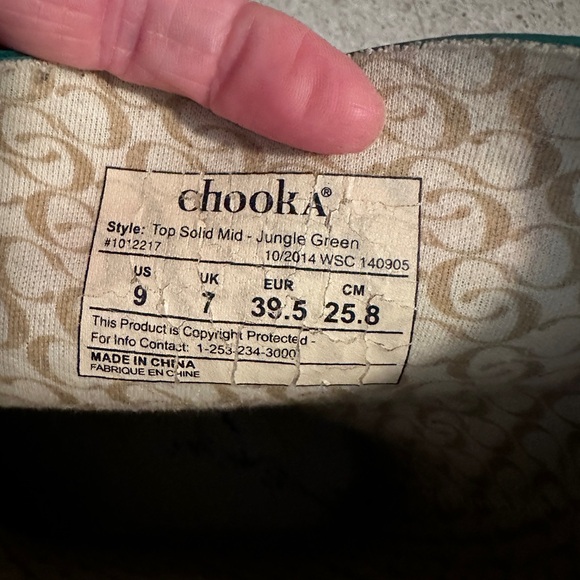 chooKA®
Style: Top Solid Mid - Jungle Green
#1012217 10/2014 WSC 140905
US UK EUR CM
9 7 39.5 25.8
This Product is Copyright Protected -
For Info Contact: 1-253-234-3000
MADE IN CHINA
FABRIQUE EN CHINE